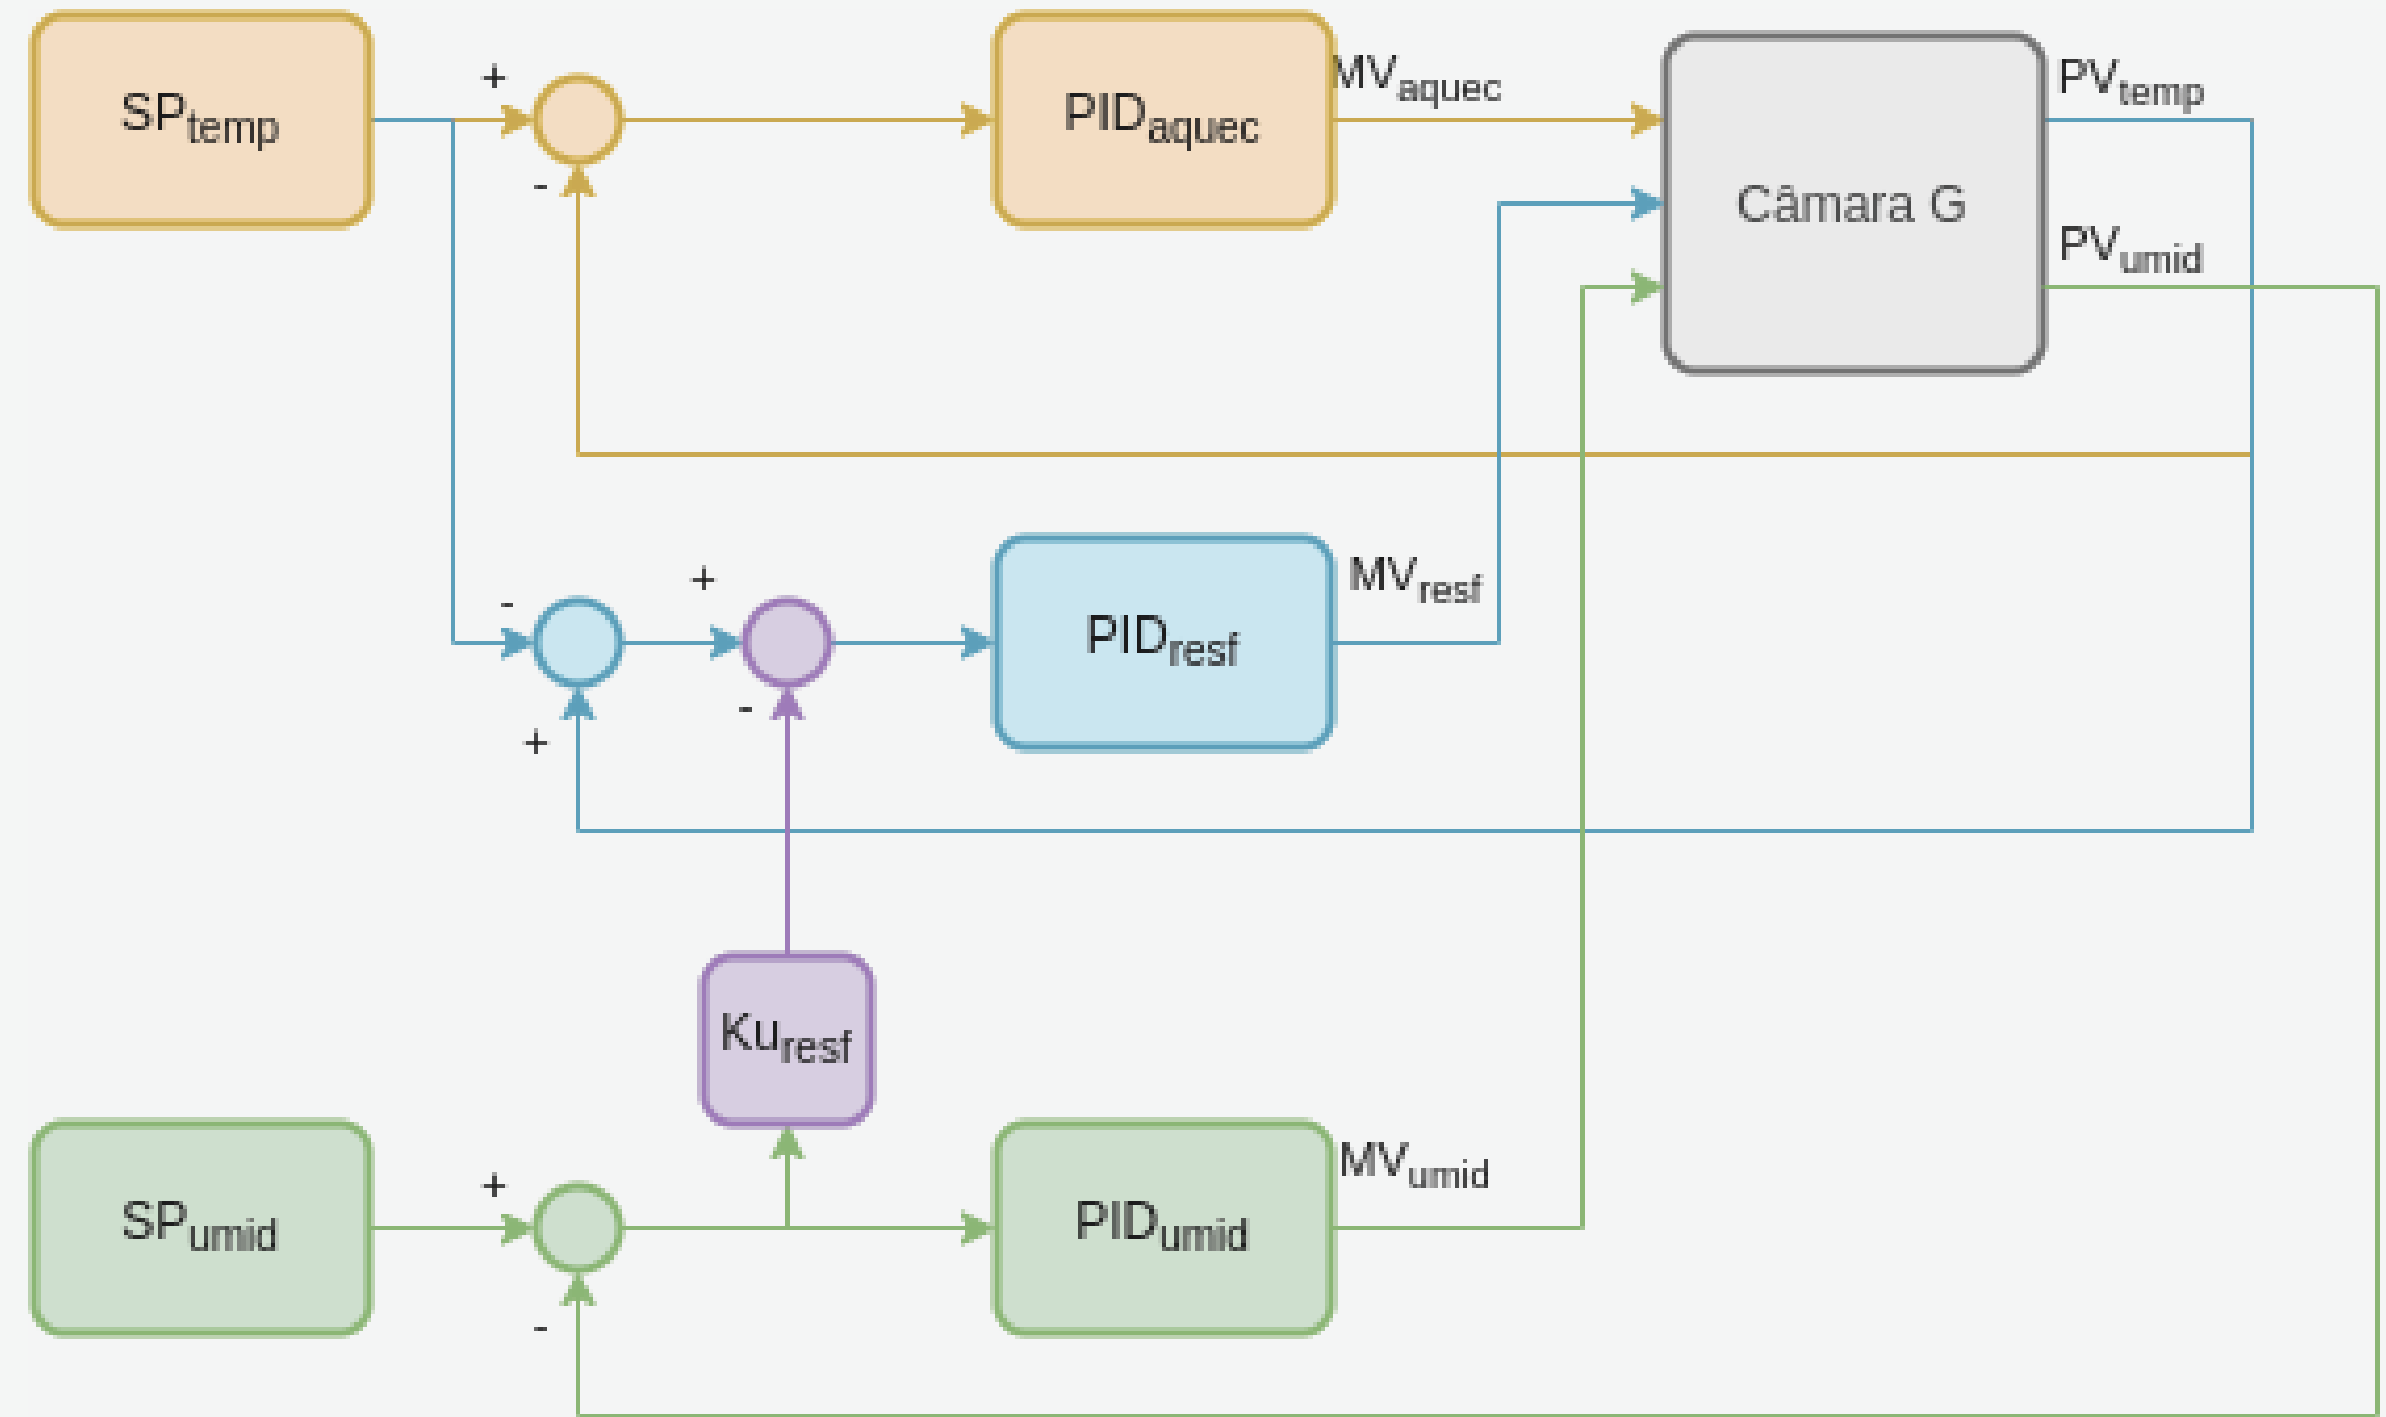 SPtemp
+
-
PIDaquec
MVaquec
Câmara G
PVtemp
PVumid
-
+
+
-
PIDresf
MVresf
Kuresf
SPumid
+
-
PIDumid
MVumid